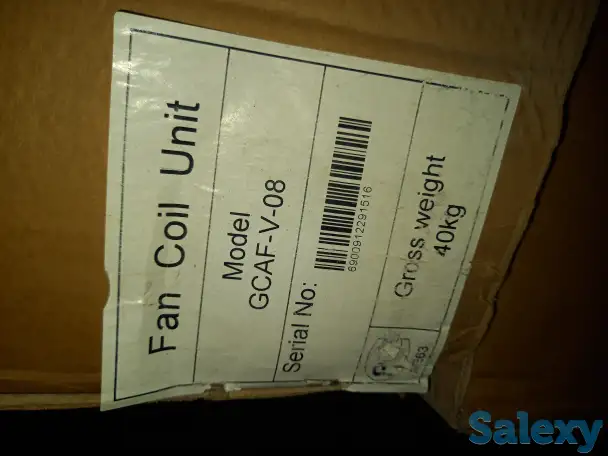 Fan Coil Unit
Model
GCAF-V-08
Serial No:
6900912291516
Gross weight
40kg
Salexy